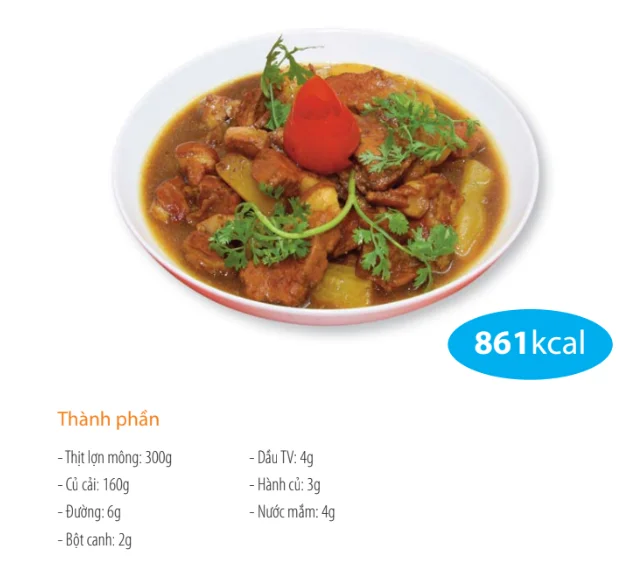 861kcal
Thành phần
- Thịt lợn mông: 300g
- Củ cải: 160g
- Đường: 6g
- Bột canh: 2g
- Dầu TV: 4g
- Hành củ: 3g
- Nước mắm: 4g